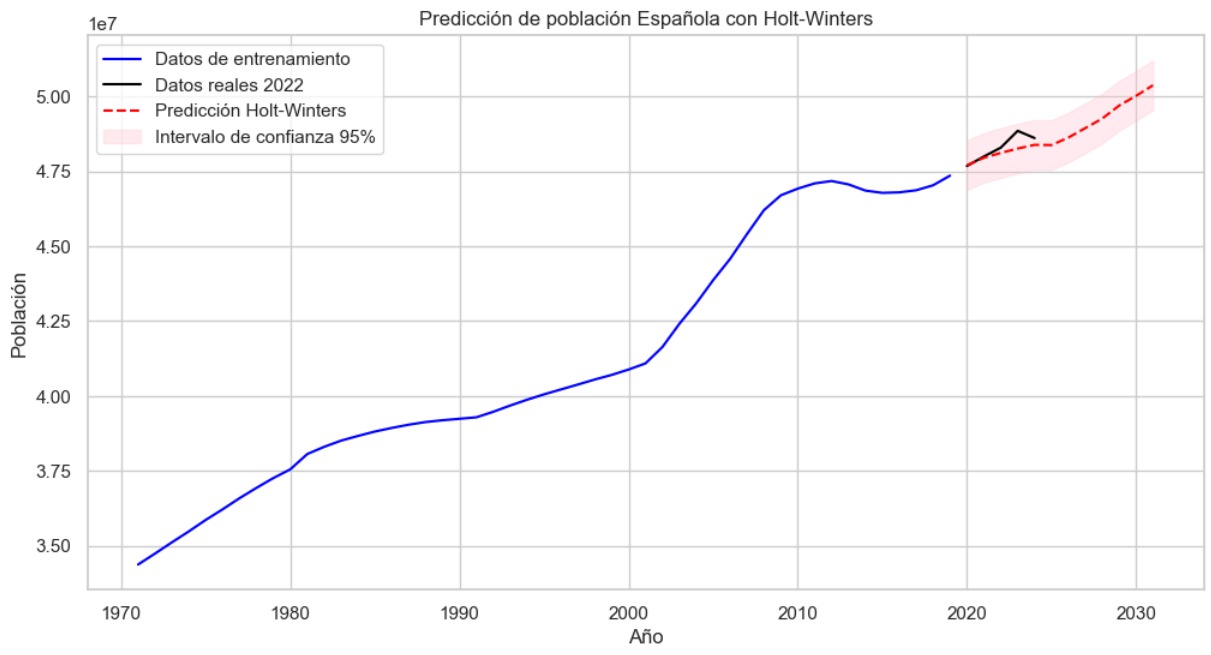 Predicción de población Española con Holt-Winters
1e7
Datos de entrenamiento
Datos reales 2022
Predicción Holt-Winters
Intervalo de confianza 95%
5.00
4.75
4.50
4.25
4.00
3.75
3.50
Población
1970 1980 1990 2000 2010 2020 2030
Año